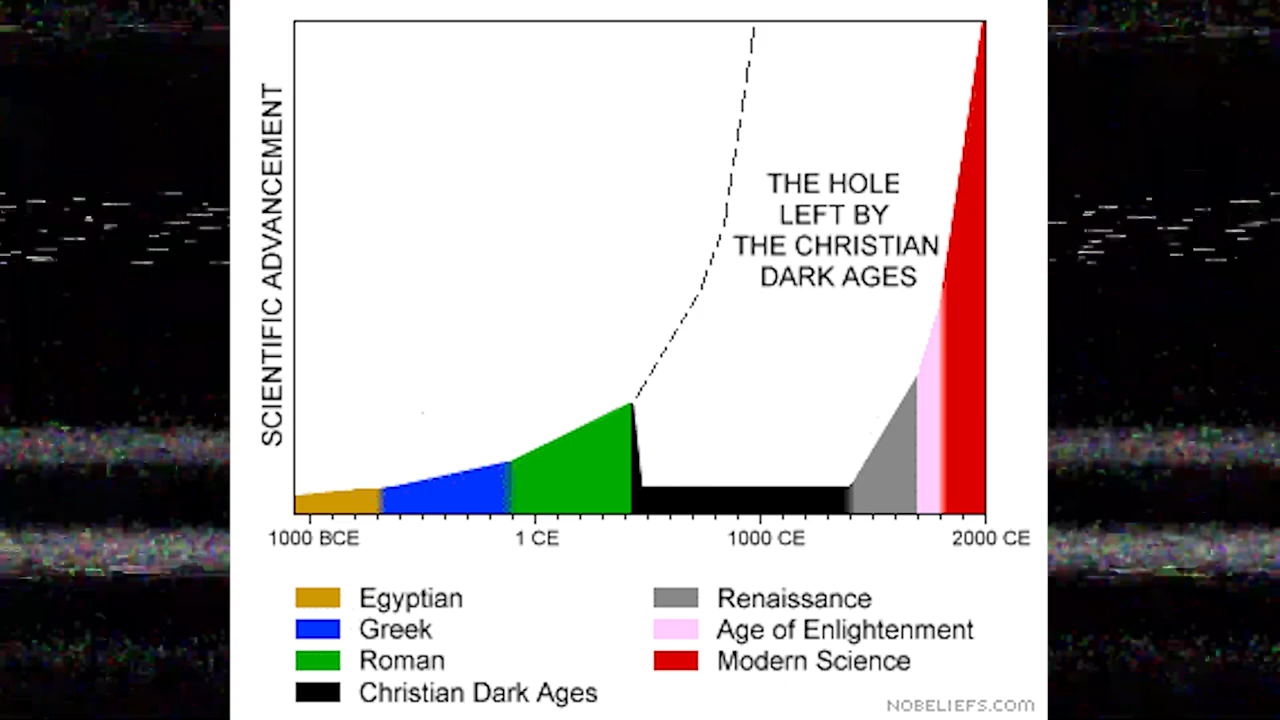 SCIENTIFIC ADVANCEMENT
THE HOLE
LEFT BY
THE CHRISTIAN
DARK AGES
1000 BCE
1 CE
1000 CE
2000 CE
Egyptian
Greek
Roman
Christian Dark Ages
Renaissance
Age of Enlightenment
Modern Science
NOBELIEFS.COM